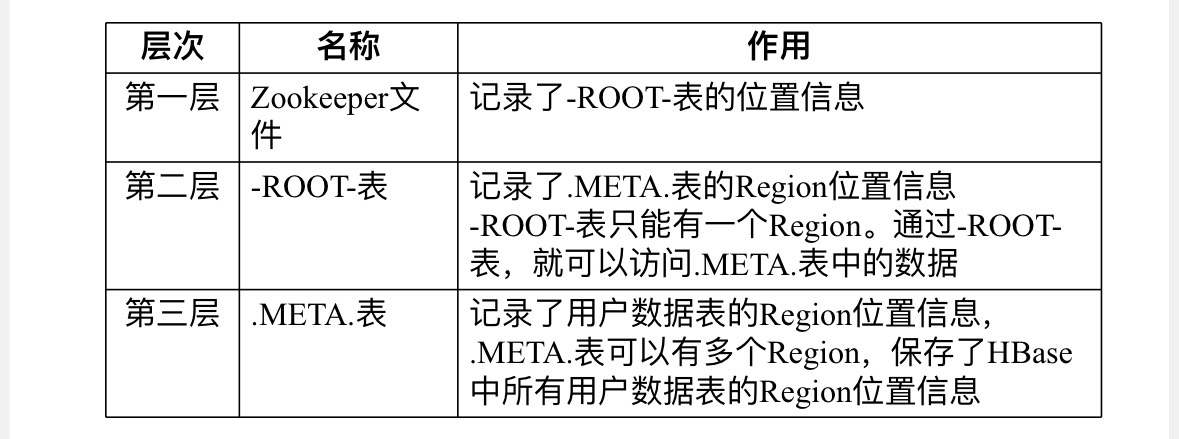 层次 名称 作用
第一层 Zookeeper文件 记录了-ROOT-表的位置信息
第二层 -ROOT-表 记录了.META.表的Region位置信息
-ROOT-表只能有一个Region。通过-ROOT-
表，就可以访问.META.表中的数据
第三层 .META.表 记录了用户数据表的Region位置信息，
.META.表可以有多个Region，保存了HBase
中所有用户数据表的Region位置信息